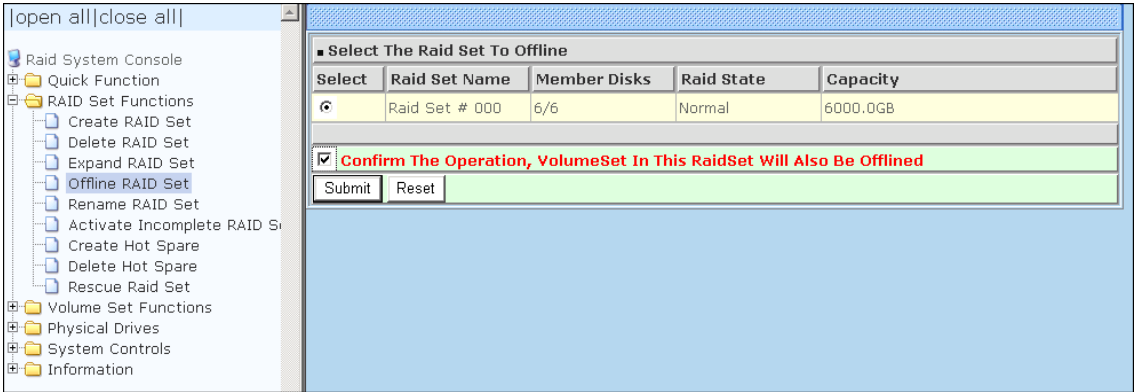 |open all|close all|
Raid System Console
Quick Function
RAID Set Functions
Create RAID Set
Delete RAID Set
Expand RAID Set
Offline RAID Set
Rename RAID Set
Activate Incomplete RAID S
Create Hot Spare
Delete Hot Spare
Rescue Raid Set
Volume Set Functions
Physical Drives
System Controls
Information
Select The Raid Set To Offline
Select Raid Set Name Member Disks Raid State Capacity
Raid Set # 000 6/6 Normal 6000.0GB
Confirm The Operation, VolumeSet In This RaidSet Will Also Be Offlined
Submit Reset